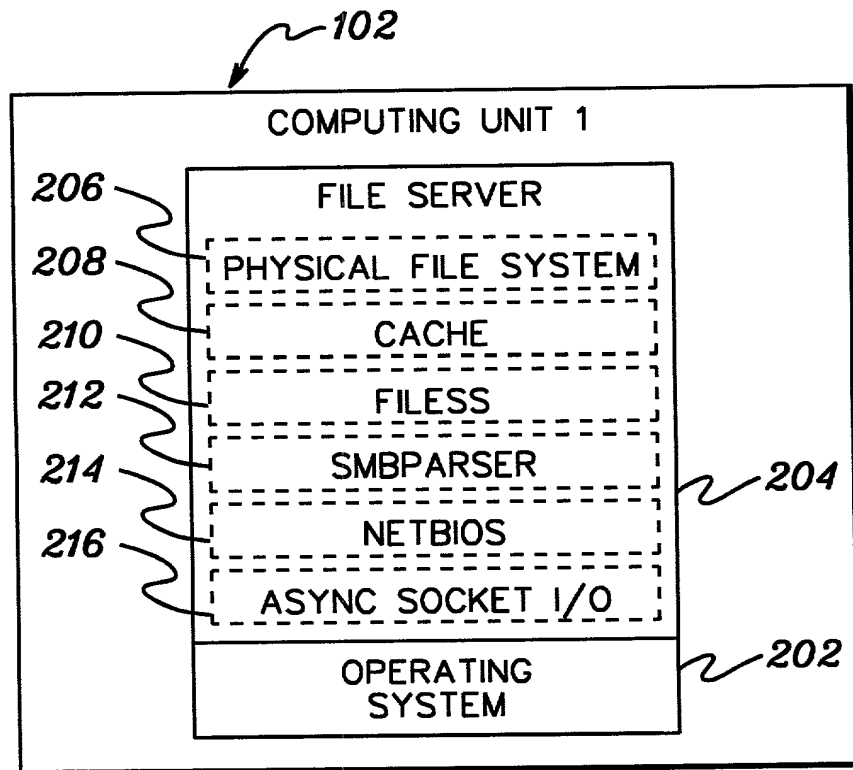 102
COMPUTING UNIT 1
206
FILE SERVER
PHYSICAL FILE SYSTEM
208
CACHE
210
FILESS
212
SMBPARSER
204
214
NETBIOS
216
ASYNC SOCKET I/O
202
OPERATING
SYSTEM